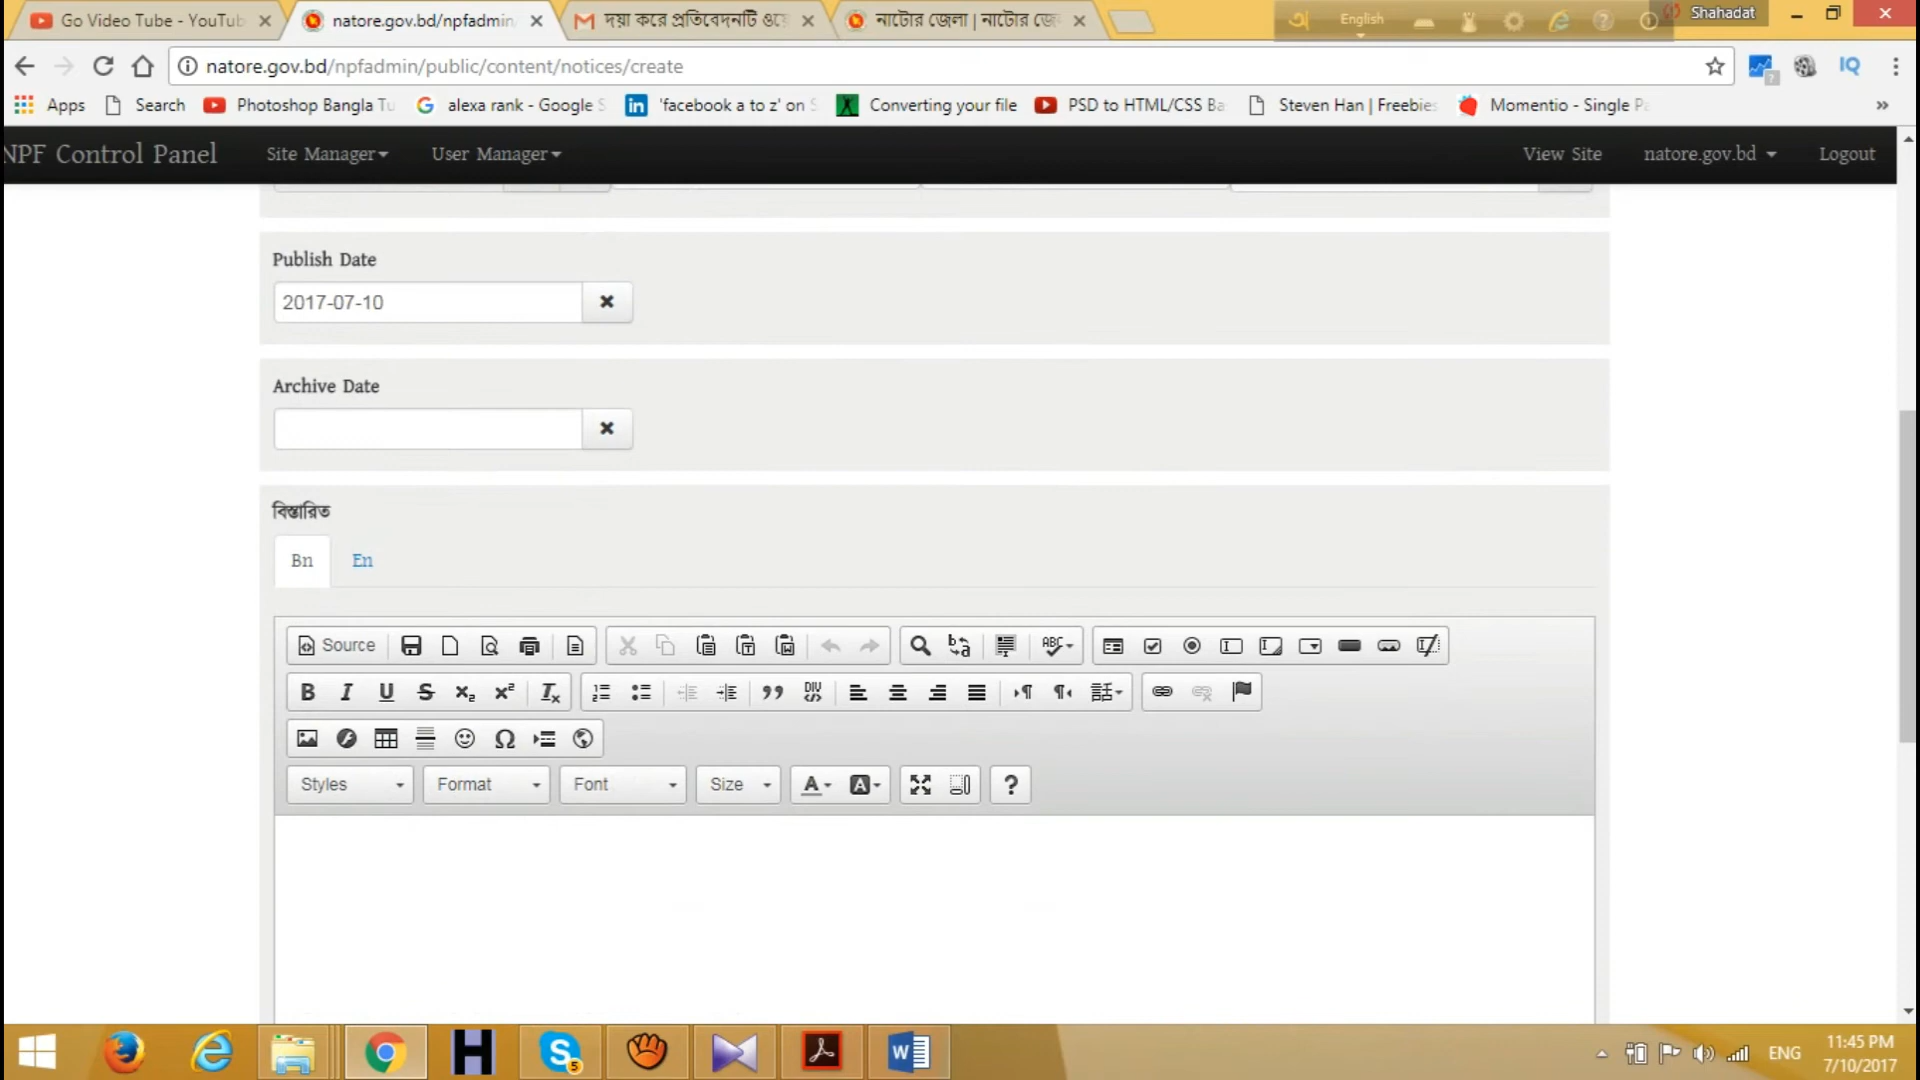 Go Video Tube - YouTub
natore.gov.bd/npfadmin
দয়া করে প্রতিবেদনটি ওয়ে
নাটোর জেলা | নাটোর জে
English
Shahadat
natore.gov.bd/npfadmin/public/content/notices/create
IQ
Apps
Search
Photoshop Bangla Tu
alexa rank - Google S
'facebook a to z' on S
Converting your file
PSD to HTML/CSS Ba
Steven Han | Freebies
Momentio - Single Pa
NPF Control Panel
Site Manager
User Manager
View Site
natore.gov.bd
Logout
Publish Date
2017-07-10
Archive Date
বিস্তারিত
Bn
En
Source
Styles
Format
Font
Size
ENG
11:45 PM
7/10/2017